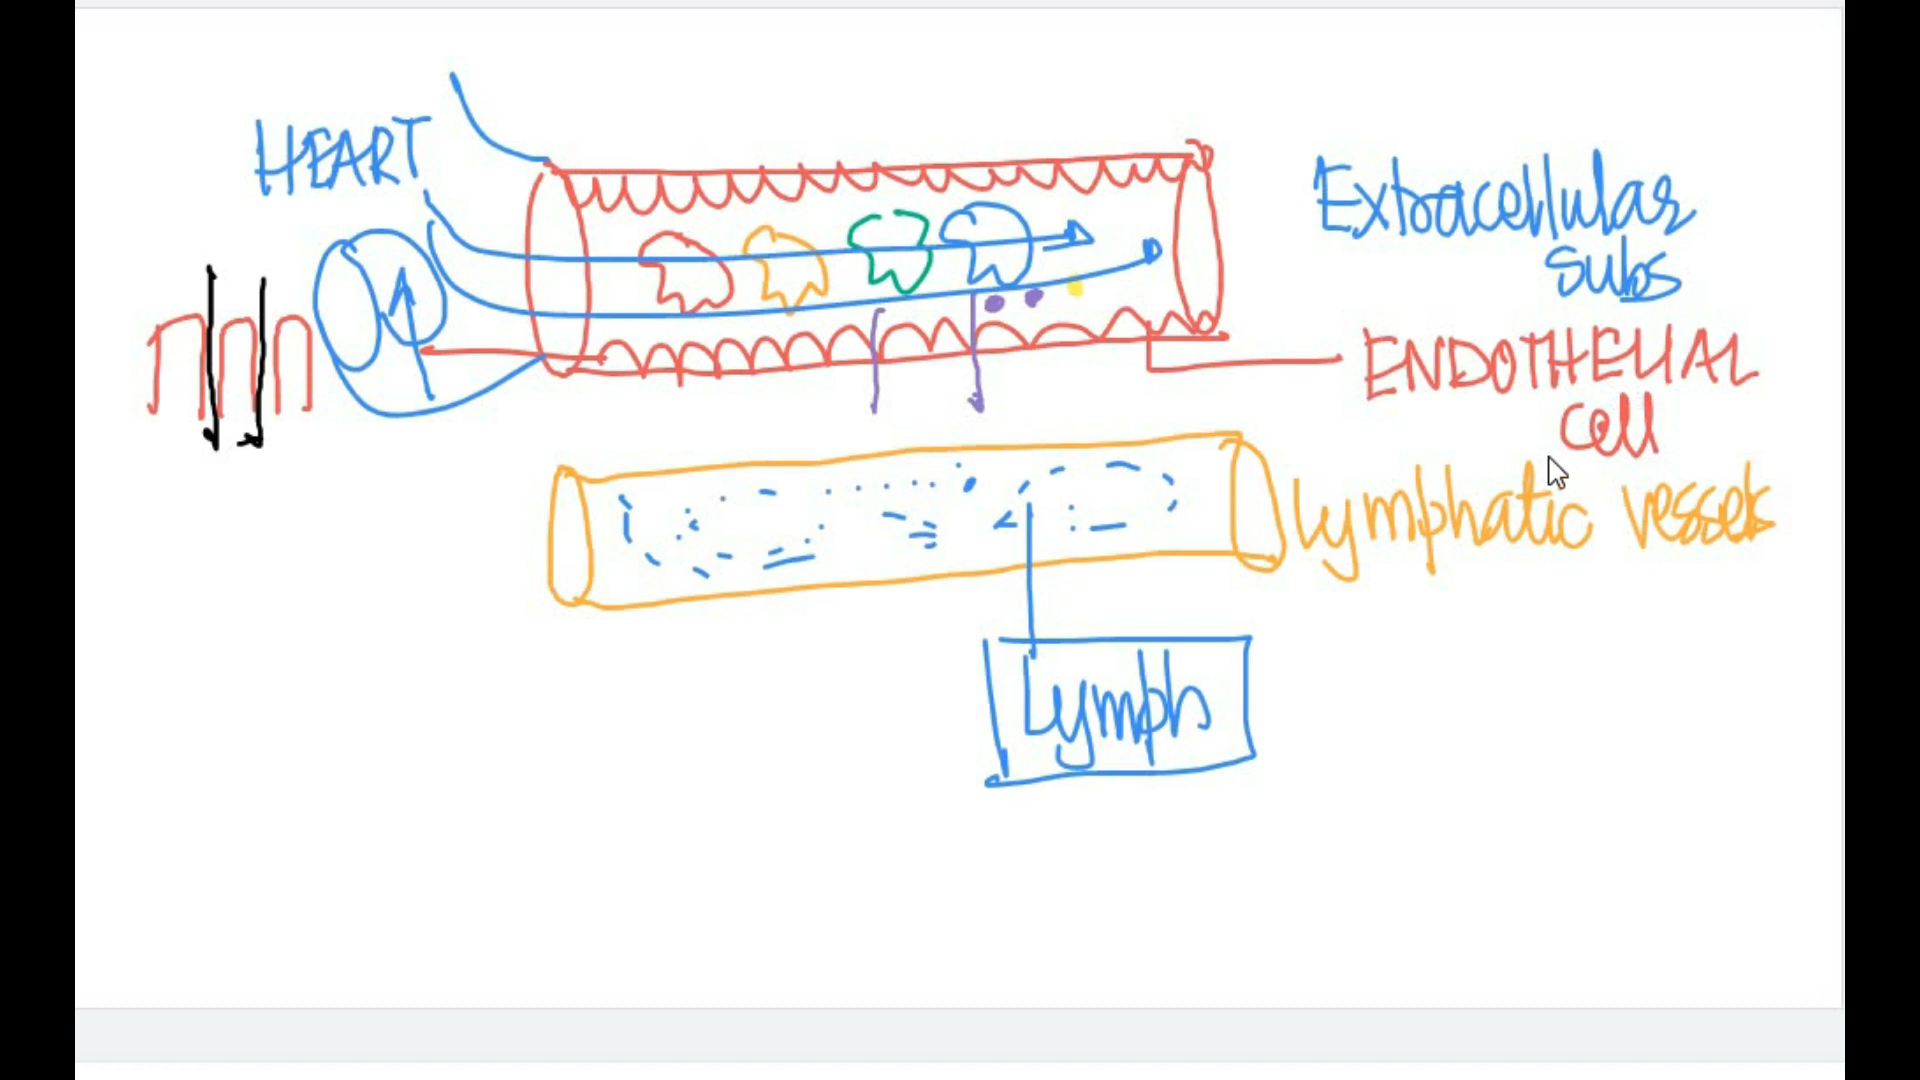 HEART
Extracellular
subs
ENDOTHELIAL
cell
Lymphatic vessels
Lymph